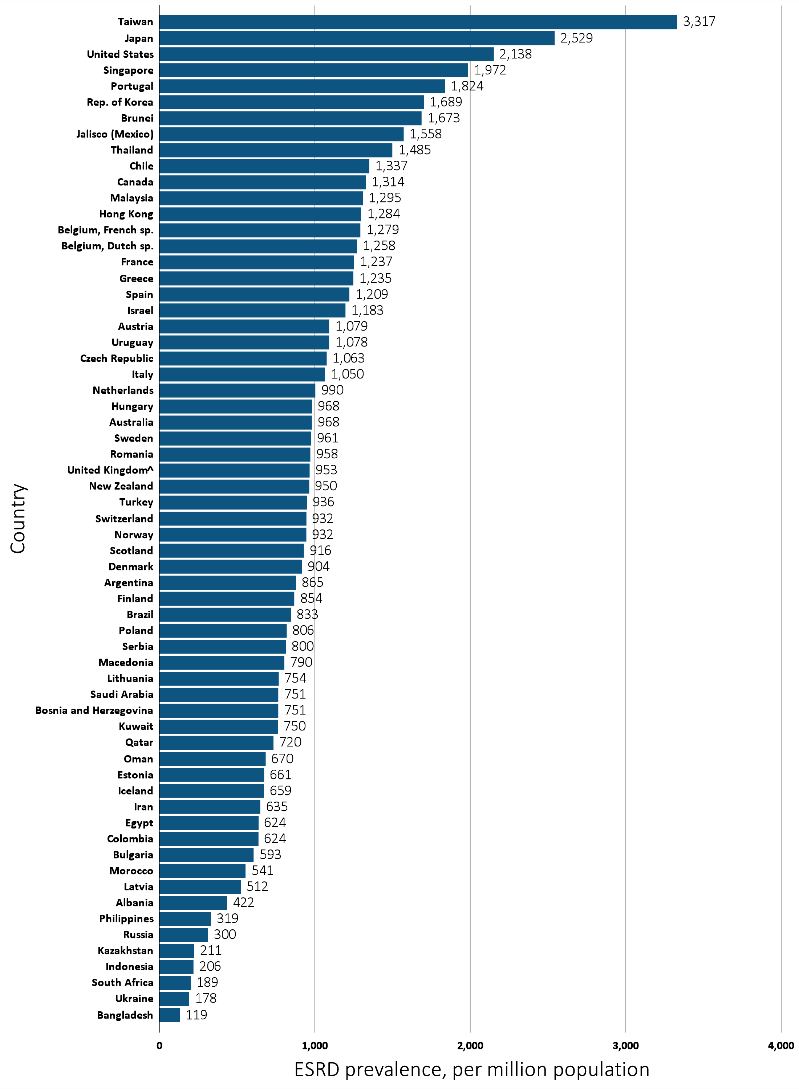 Taiwan 3,317
Japan 2,529
United States 2,138
Singapore 1,972
Portugal 1,824
Rep. of Korea 1,689
Brunei 1,673
Jalisco (Mexico) 1,558
Thailand 1,485
Chile 1,337
Canada 1,314
Malaysia 1,295
Hong Kong 1,284
Belgium, French sp. 1,279
Belgium, Dutch sp. 1,258
France 1,237
Greece 1,235
Spain 1,209
Israel 1,183
Austria 1,079
Uruguay 1,078
Czech Republic 1,063
Italy 1,050
Netherlands 990
Hungary 968
Australia 968
Sweden 961
Romania 958
United Kingdom^ 953
New Zealand 950
Turkey 936
Switzerland 932
Norway 932
Scotland 916
Denmark 904
Argentina 865
Finland 854
Brazil 833
Poland 806
Serbia 800
Macedonia 790
Lithuania 754
Saudi Arabia 751
Bosnia and Herzegovina 751
Kuwait 750
Qatar 720
Oman 670
Estonia 661
Iceland 659
Iran 635
Egypt 624
Colombia 624
Bulgaria 593
Morocco 541
Latvia 512
Albania 422
Philippines 319
Russia 300
Kazakhstan 211
Indonesia 206
South Africa 189
Ukraine 178
Bangladesh 119
Country
0 1,000 2,000 3,000 4,000
ESRD prevalence, per million population